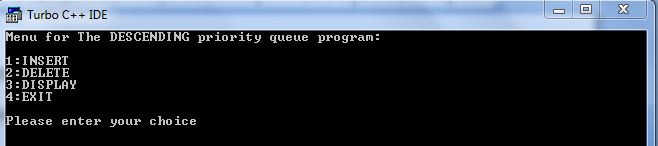 Turbo C++ IDE
Menu for The DESCENDING priority queue program:
1:INSERT
2:DELETE
3:DISPLAY
4:EXIT
Please enter your choice